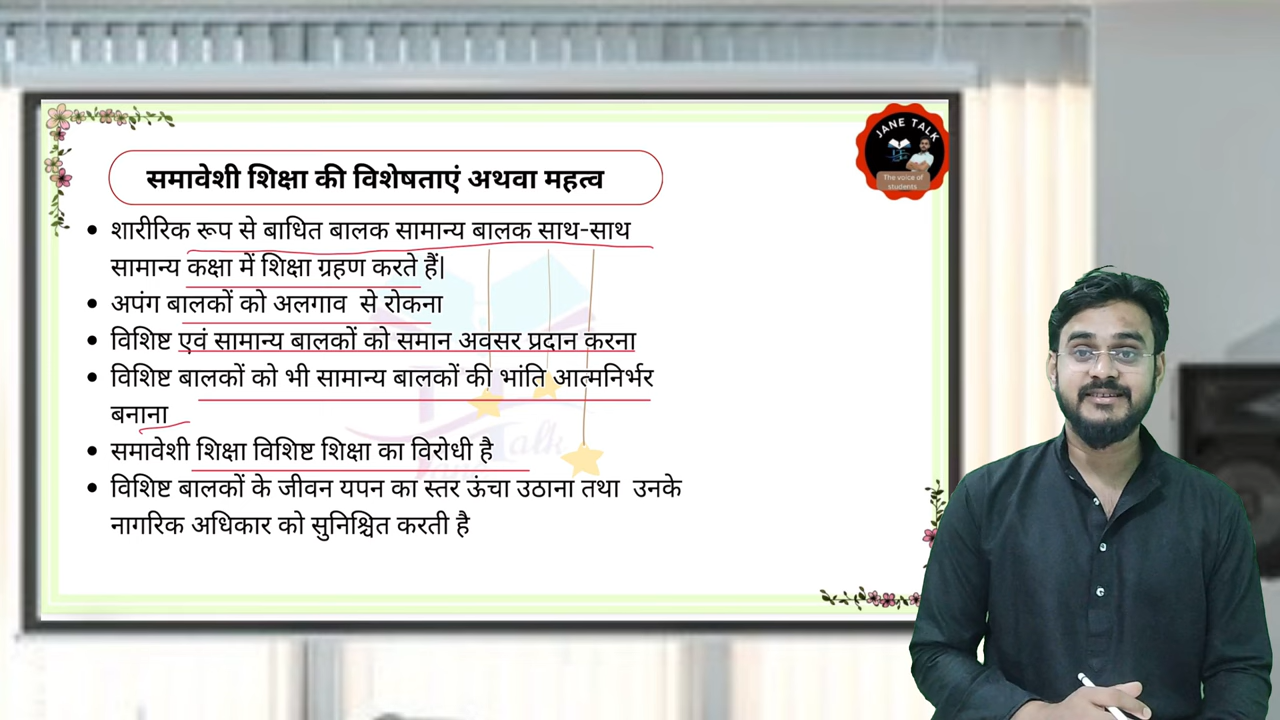 JANE TALK
The voice of
students
समावेशी शिक्षा की विशेषताएं अथवा महत्व
शारीरिक रूप से बाधित बालक सामान्य बालक साथ-साथ
सामान्य कक्षा में शिक्षा ग्रहण करते हैं|
अपंग बालकों को अलगाव से रोकना
विशिष्ट एवं सामान्य बालकों को समान अवसर प्रदान करना
विशिष्ट बालकों को भी सामान्य बालकों की भांति आत्मनिर्भर
बनाना
समावेशी शिक्षा विशिष्ट शिक्षा का विरोधी है
विशिष्ट बालकों के जीवन यपन का स्तर ऊंचा उठाना तथा उनके
नागरिक अधिकार को सुनिश्चित करती है